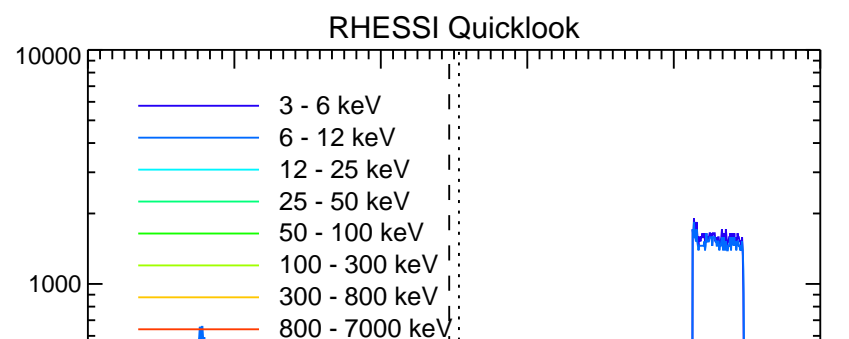 RHESSI Quicklook
10000
3 - 6 keV
6 - 12 keV
12 - 25 keV
25 - 50 keV
50 - 100 keV
100 - 300 keV
1000
300 - 800 keV
800 - 7000 keV